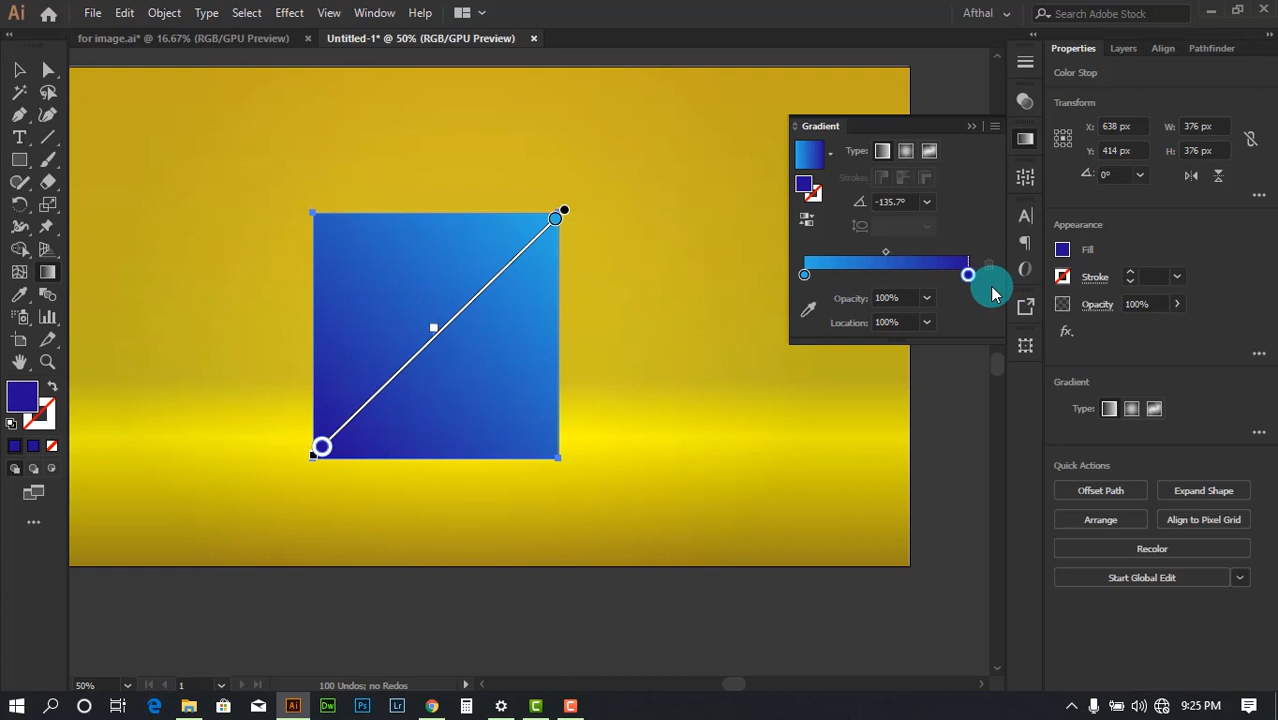 Ai File Edit Object Type Select Effect View Window Help Afthal Search Adobe Stock
for image.ai* @ 16.67% (RGB/GPU Preview) × Untitled-1* @ 50% (RGB/GPU Preview) ×
Properties Layers Align Pathfinder
Color Stop
Transform
X: 638 px W: 376 px
Y: 414 px H: 376 px
0°
Gradient
Type:
Stroke:
-135.7°
Opacity: 100%
Location: 100%
Appearance
Fill
Stroke
Opacity 100%
fx.
Gradient
Type:
Quick Actions
Offset Path Expand Shape
Arrange Align to Pixel Grid
Recolor
Start Global Edit
50% 1 100 Undos; no Redos
Ai Dw Ps Lr 9:25 PM